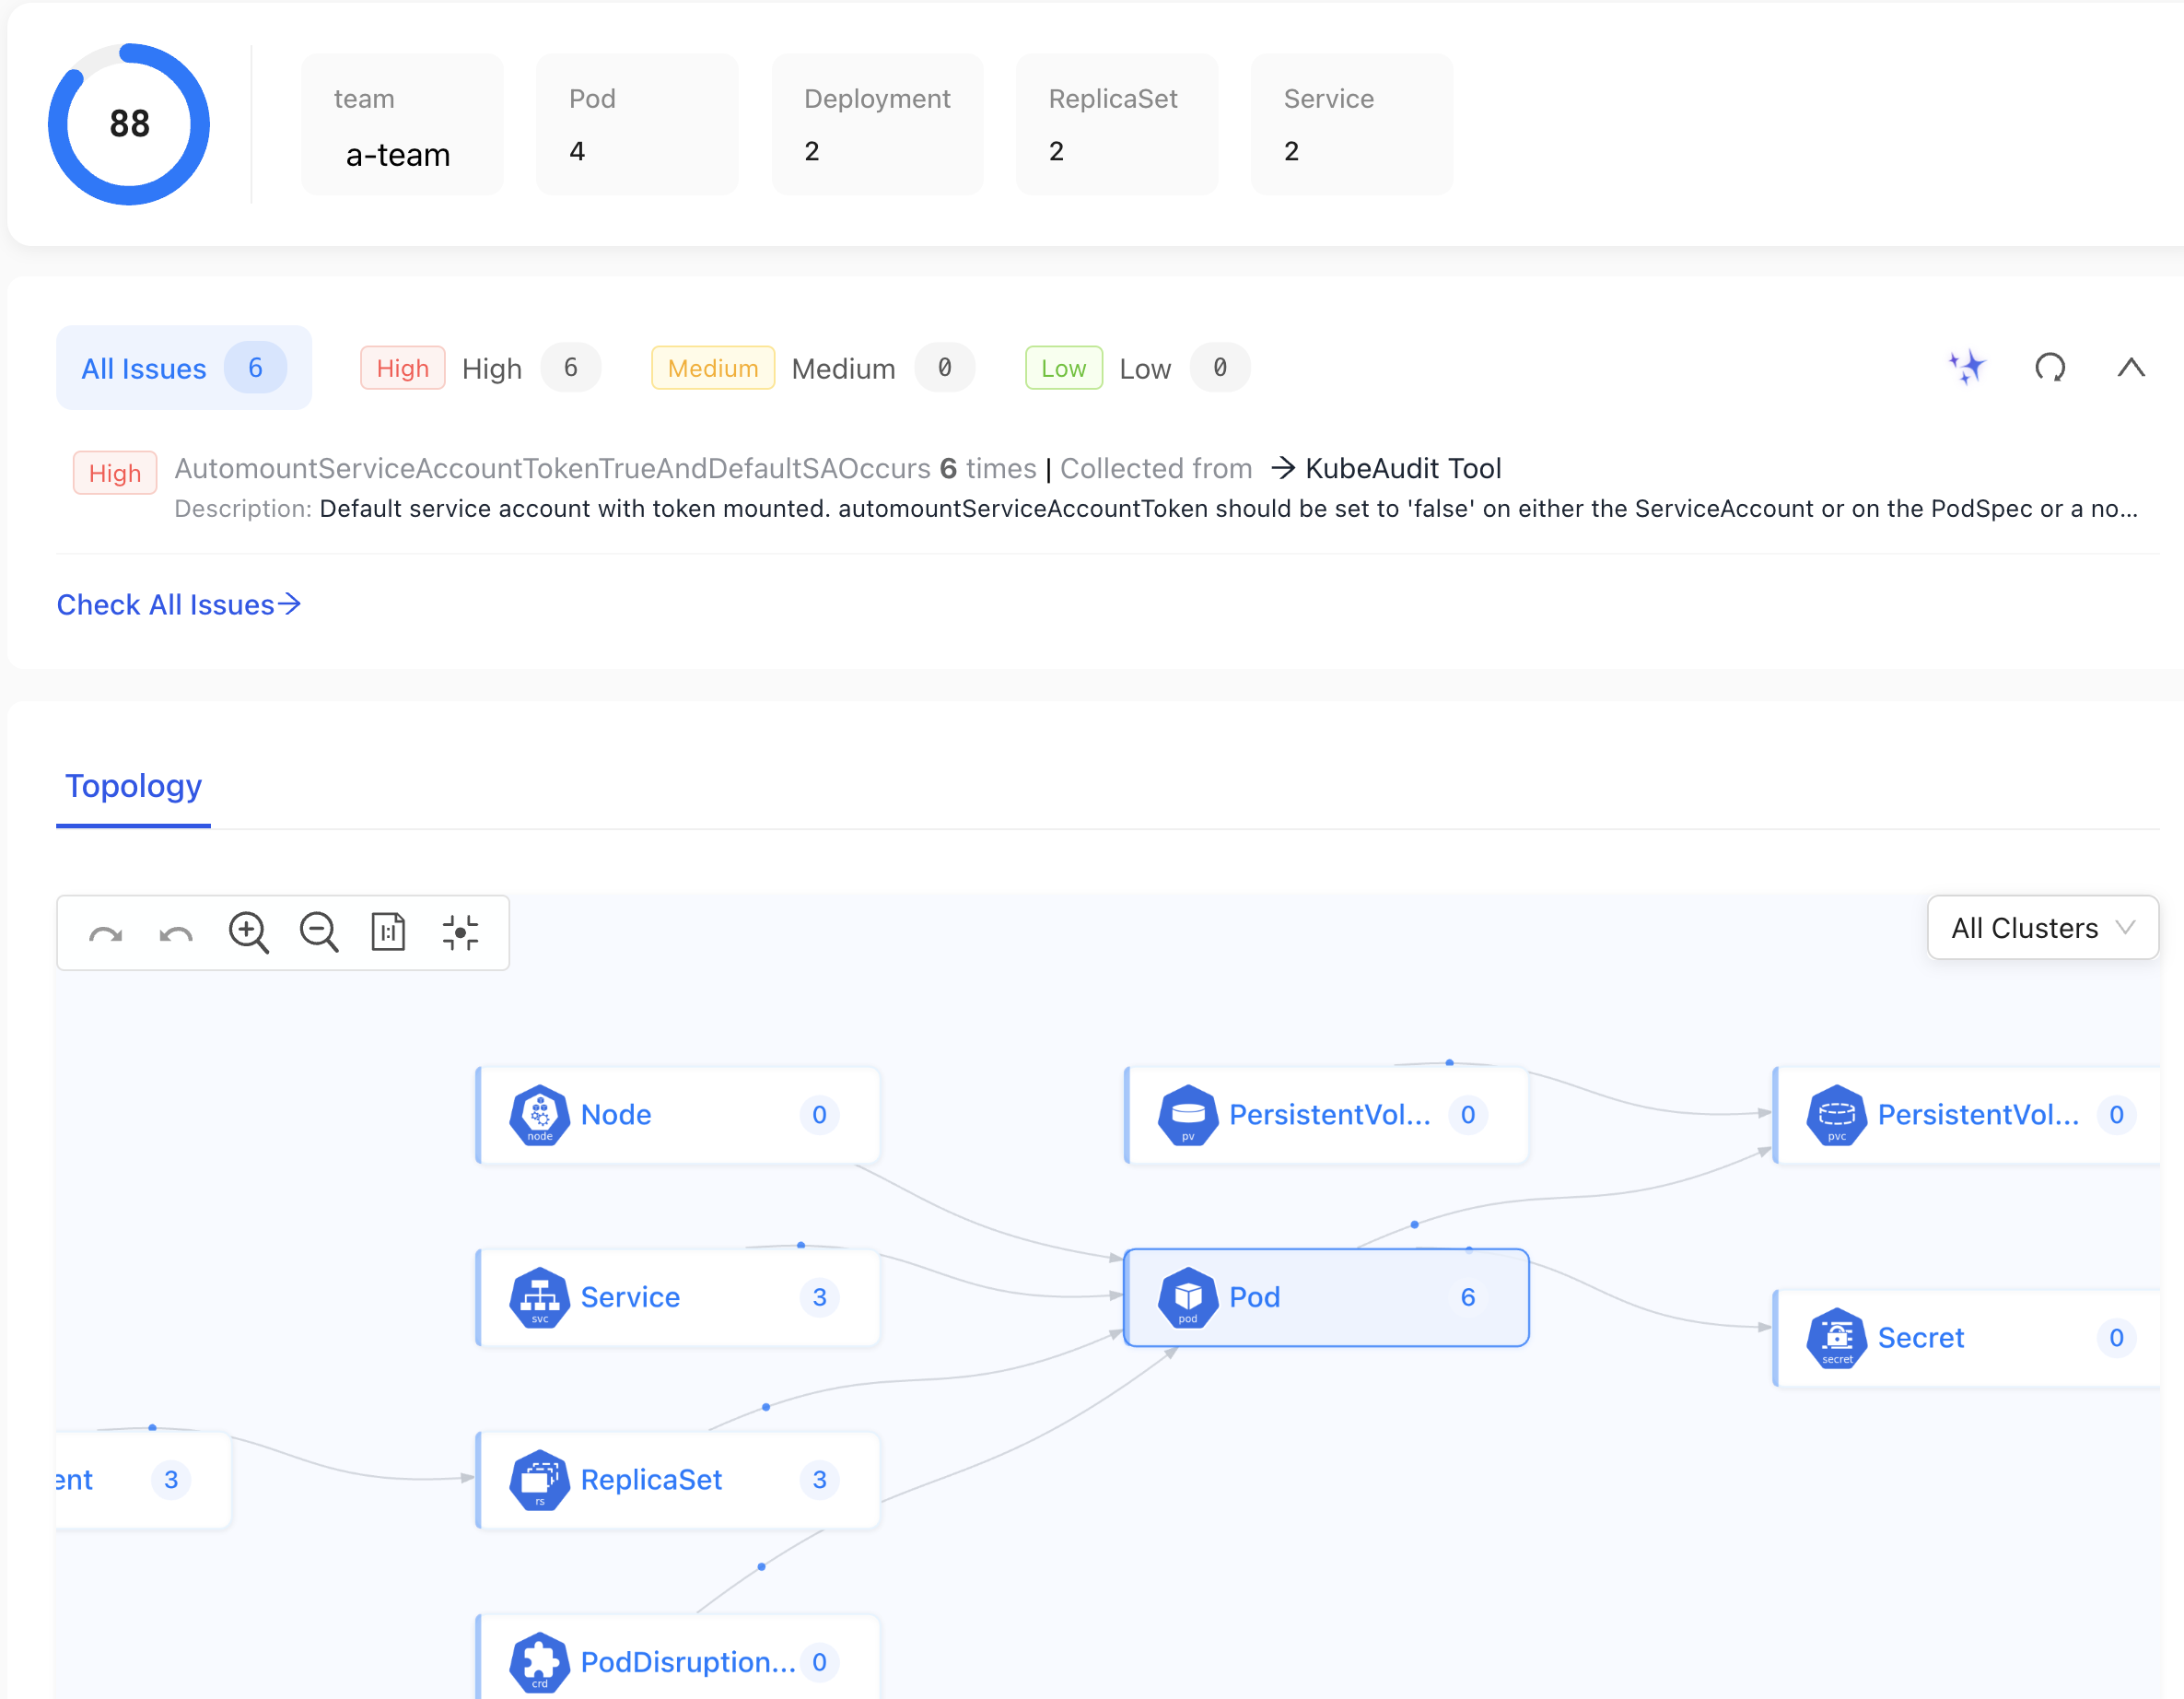 88
team
a-team
Pod
4
Deployment
2
ReplicaSet
2
Service
2
All Issues 6
High High 6
Medium Medium 0
Low Low 0
High AutomountServiceAccountTokenTrueAndDefaultSAOccurs 6 times | Collected from → KubeAudit Tool
Description: Default service account with token mounted. automountServiceAccountToken should be set to 'false' on either the ServiceAccount or on the PodSpec or a no...
Check All Issues→
Topology
1:1
All Clusters
node Node 0
pv PersistentVol... 0
pvc PersistentVol... 0
svc Service 3
pod Pod 6
secret Secret 0
ent 3
rs ReplicaSet 3
crd PodDisruption... 0